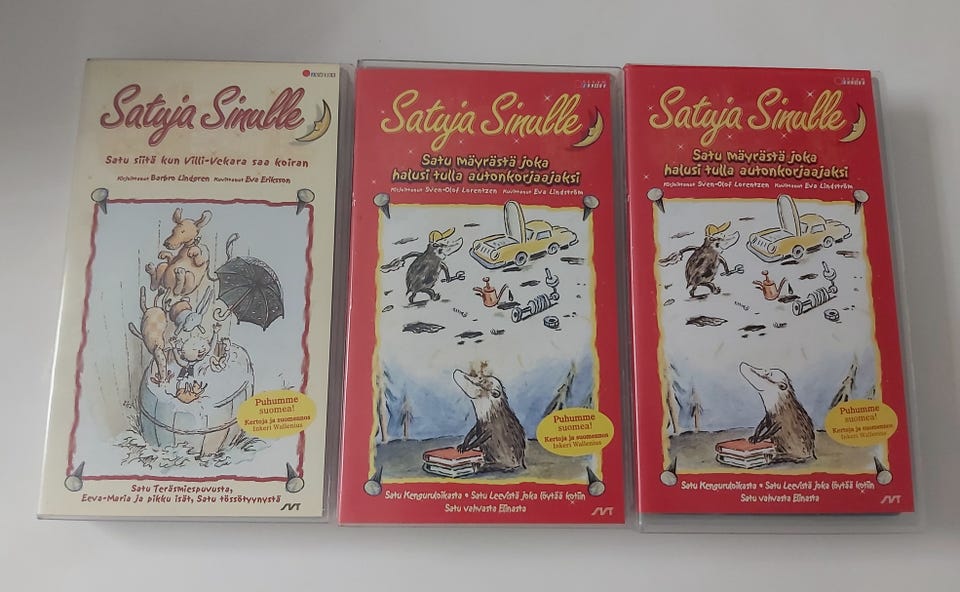 Satuja Sinulle
Satu siitä kun Villi-Vekara saa koiran
Kirjoittanut Barbro Lindgren Kuvittanut Eva Eriksson
Puhumme
suomea!
Kertoja ja suomennos
Inkeri Wallenius
Satu Teräsmiespuvusta,
Eeva-Maria ja pikku isät, Satu tössötyynystä
SVT
Satuja Sinulle
Satu mäyrästä joka
halusi tulla autonkorjaajaksi
Kirjoittanut Sven-Olof Lorentzen Kuvittanut Eva Lindström
Puhumme
suomea!
Kertoja ja suomennos
Inkeri Wallenius
Satu Kenguruloikasta • Satu Leevistä joka löytää kotiin
Satu vahvasta Elinasta
SVT
Satuja Sinulle
Satu mäyrästä joka
halusi tulla autonkorjaajaksi
Kirjoittanut Sven-Olof Lorentzen Kuvittanut Eva Lindström
Puhumme
suomea!
Kertoja ja suomennos
Inkeri Wallenius
Satu Kenguruloikasta • Satu Leevistä joka löytää kotiin
Satu vahvasta Elinasta
SVT